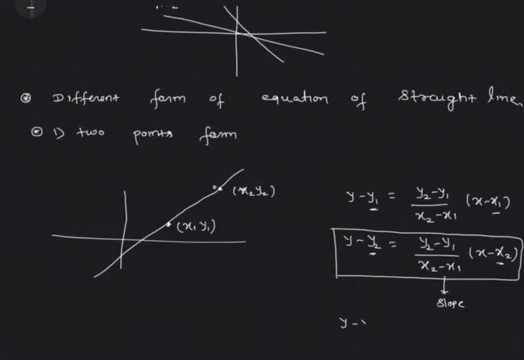 ⊛ Different form of equation of straught line
⊛ 1) two points form
(x₂ y₂)
(x₁ y₁)
y - y₁ = y₂-y₁ / x₂-x₁ (x-x₁)
y - y₂ = y₂-y₁ / x₂-x₁ (x-x₂)
slope
y -